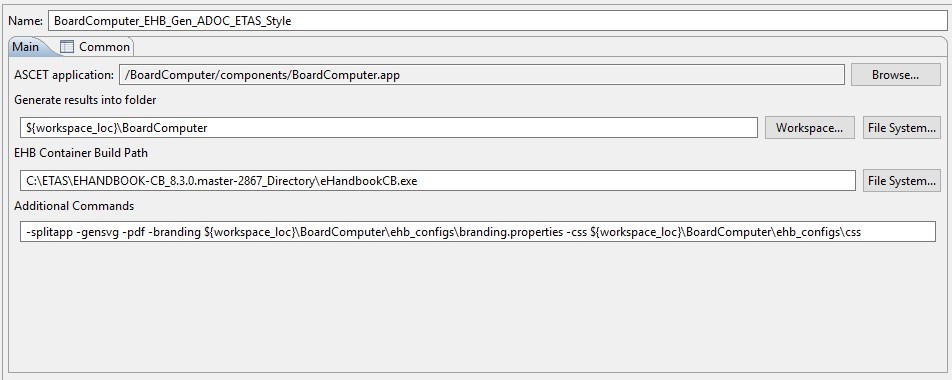 Name: BoardComputer_EHB_Gen_ADOC_ETAS_Style
Main Common
ASCET application: /BoardComputer/components/BoardComputer.app Browse...
Generate results into folder
${workspace_loc}\BoardComputer Workspace... File System...
EHB Container Build Path
C:\ETAS\EHANDBOOK-CB_8.3.0.master-2867_Directory\eHandbookCB.exe File System...
Additional Commands
-splitapp -gensvg -pdf -branding ${workspace_loc}\BoardComputer\ehb_configs\branding.properties -css ${workspace_loc}\BoardComputer\ehb_configs\css